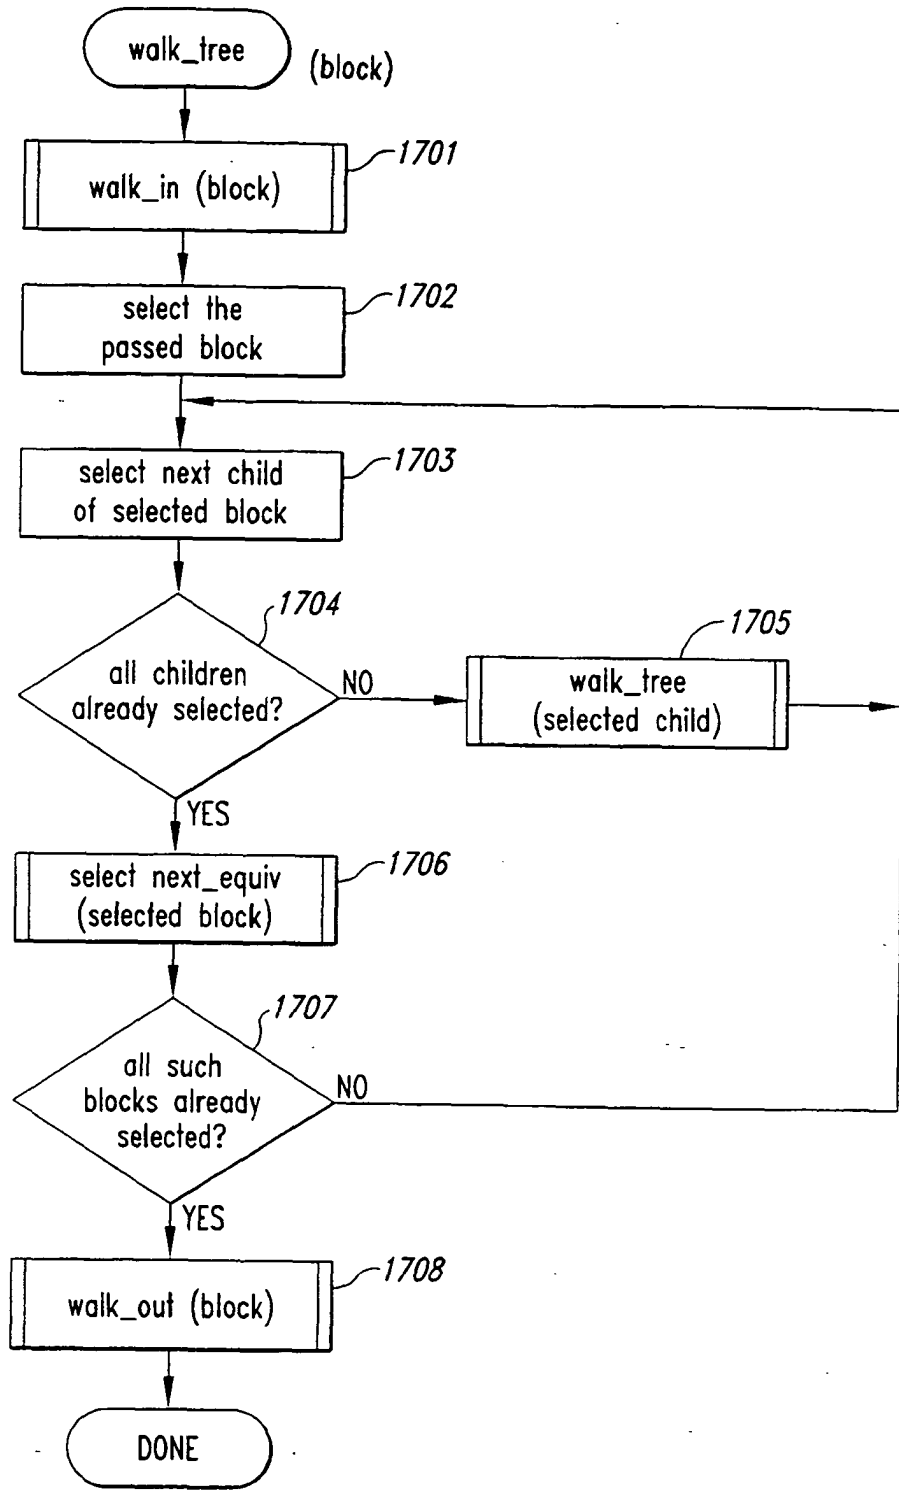 walk_tree
(block)
1701
walk_in (block)
1702
select the
passed block
1703
select next child
of selected block
1704
all children
already selected?
NO
1705
walk_tree
(selected child)
YES
1706
select next_equiv
(selected block)
1707
all such
blocks already
selected?
NO
YES
1708
walk_out (block)
DONE